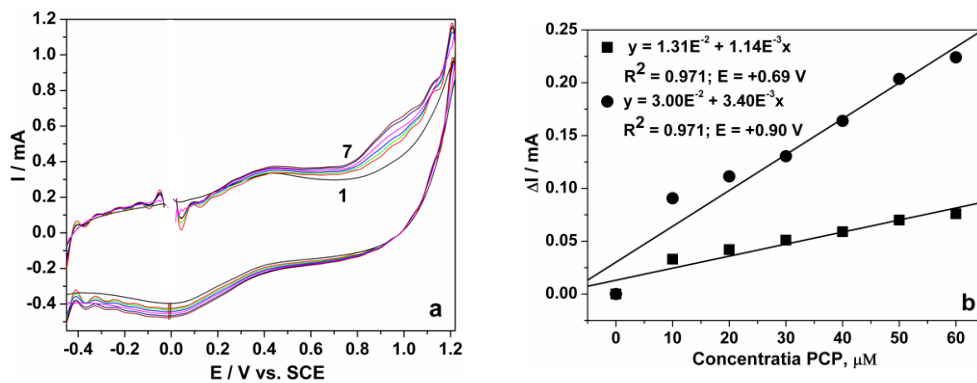 1.2
1.0
0.8
0.6
0.4
0.2
0.0
-0.2
-0.4
I / mA
7
1
a
-0.4 -0.2 0.0 0.2 0.4 0.6 0.8 1.0 1.2
E / V vs. SCE
0.25
0.20
0.15
0.10
0.05
0.00
ΔI / mA
y = 1.31E⁻² + 1.14E⁻³x
R² = 0.971; E = +0.69 V
y = 3.00E⁻² + 3.40E⁻³x
R² = 0.971; E = +0.90 V
b
0 10 20 30 40 50 60
Concentratia PCP, μM